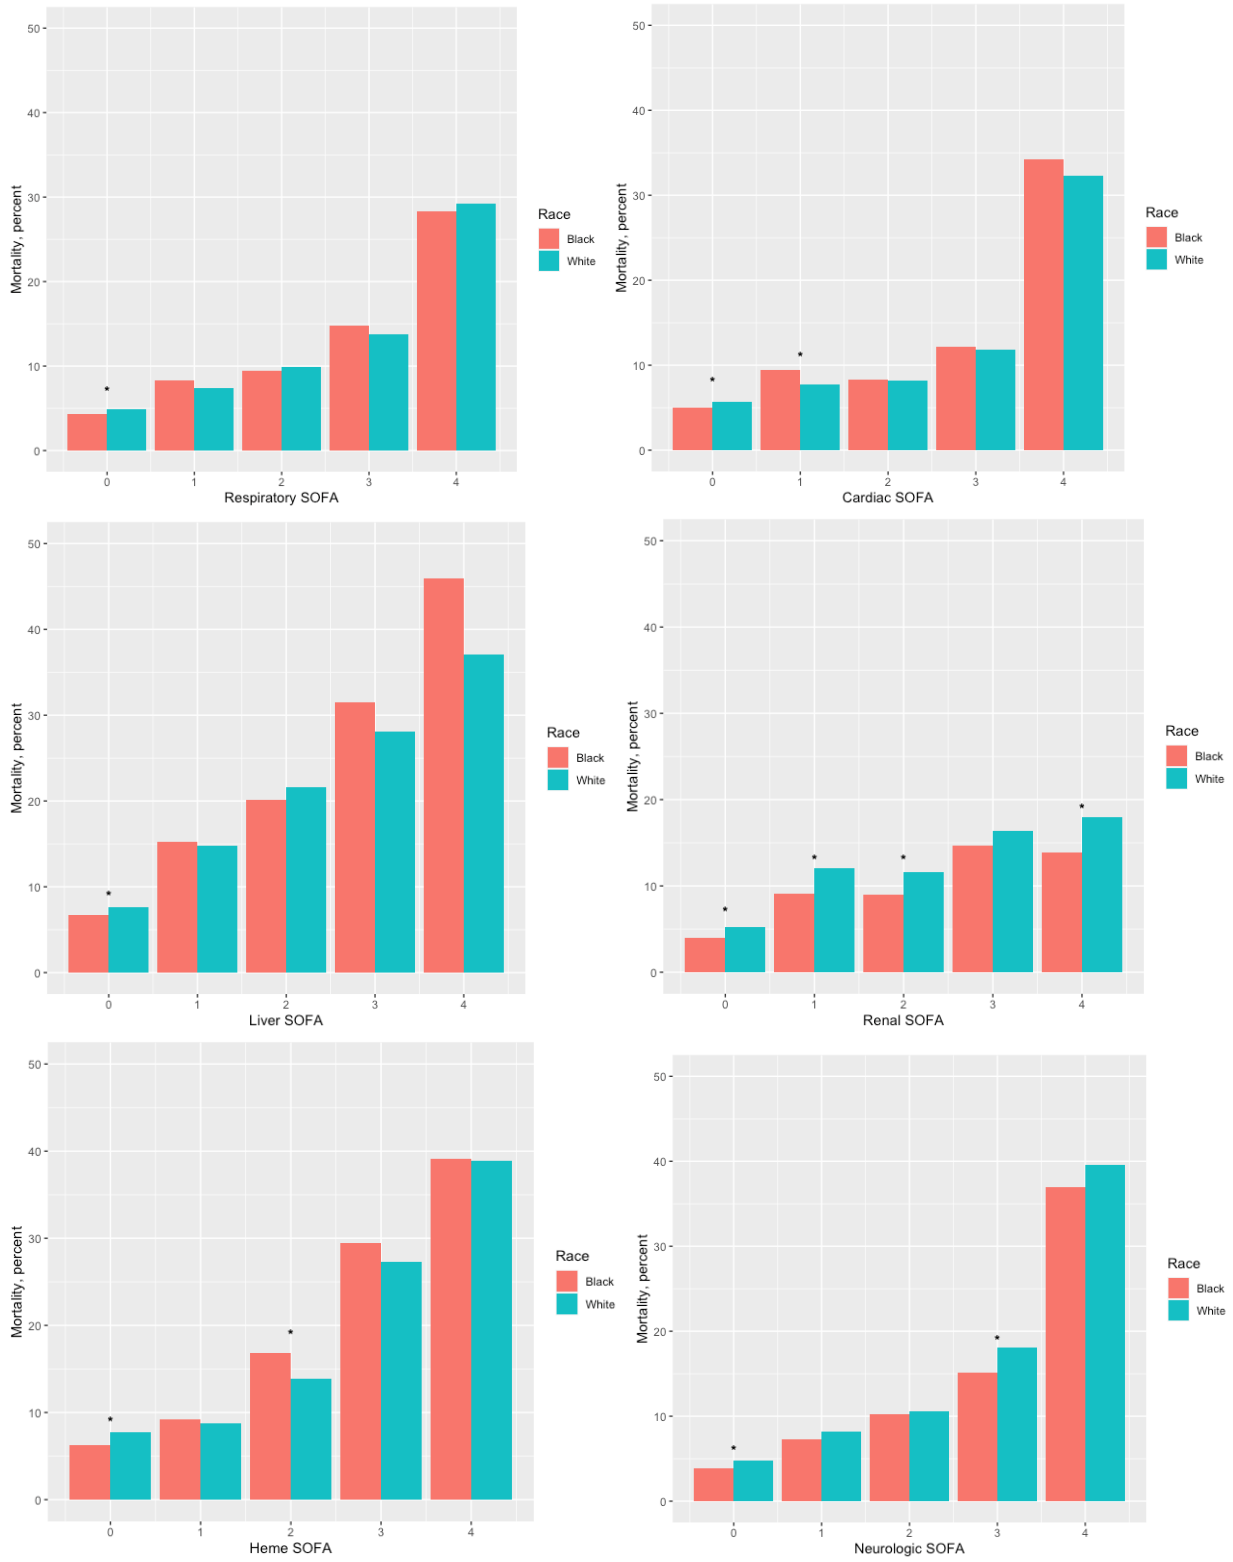 50
40
30
20
10
0
Mortality, percent
*
0 1 2 3 4
Respiratory SOFA
Race
Black
White
50
40
30
20
10
0
Mortality, percent
*
*
0 1 2 3 4
Cardiac SOFA
Race
Black
White
50
40
30
20
10
0
Mortality, percent
*
0 1 2 3 4
Liver SOFA
Race
Black
White
50
40
30
20
10
0
Mortality, percent
*
*
*
*
0 1 2 3 4
Renal SOFA
Race
Black
White
50
40
30
20
10
0
Mortality, percent
*
*
0 1 2 3 4
Heme SOFA
Race
Black
White
50
40
30
20
10
0
Mortality, percent
*
*
0 1 2 3 4
Neurologic SOFA
Race
Black
White